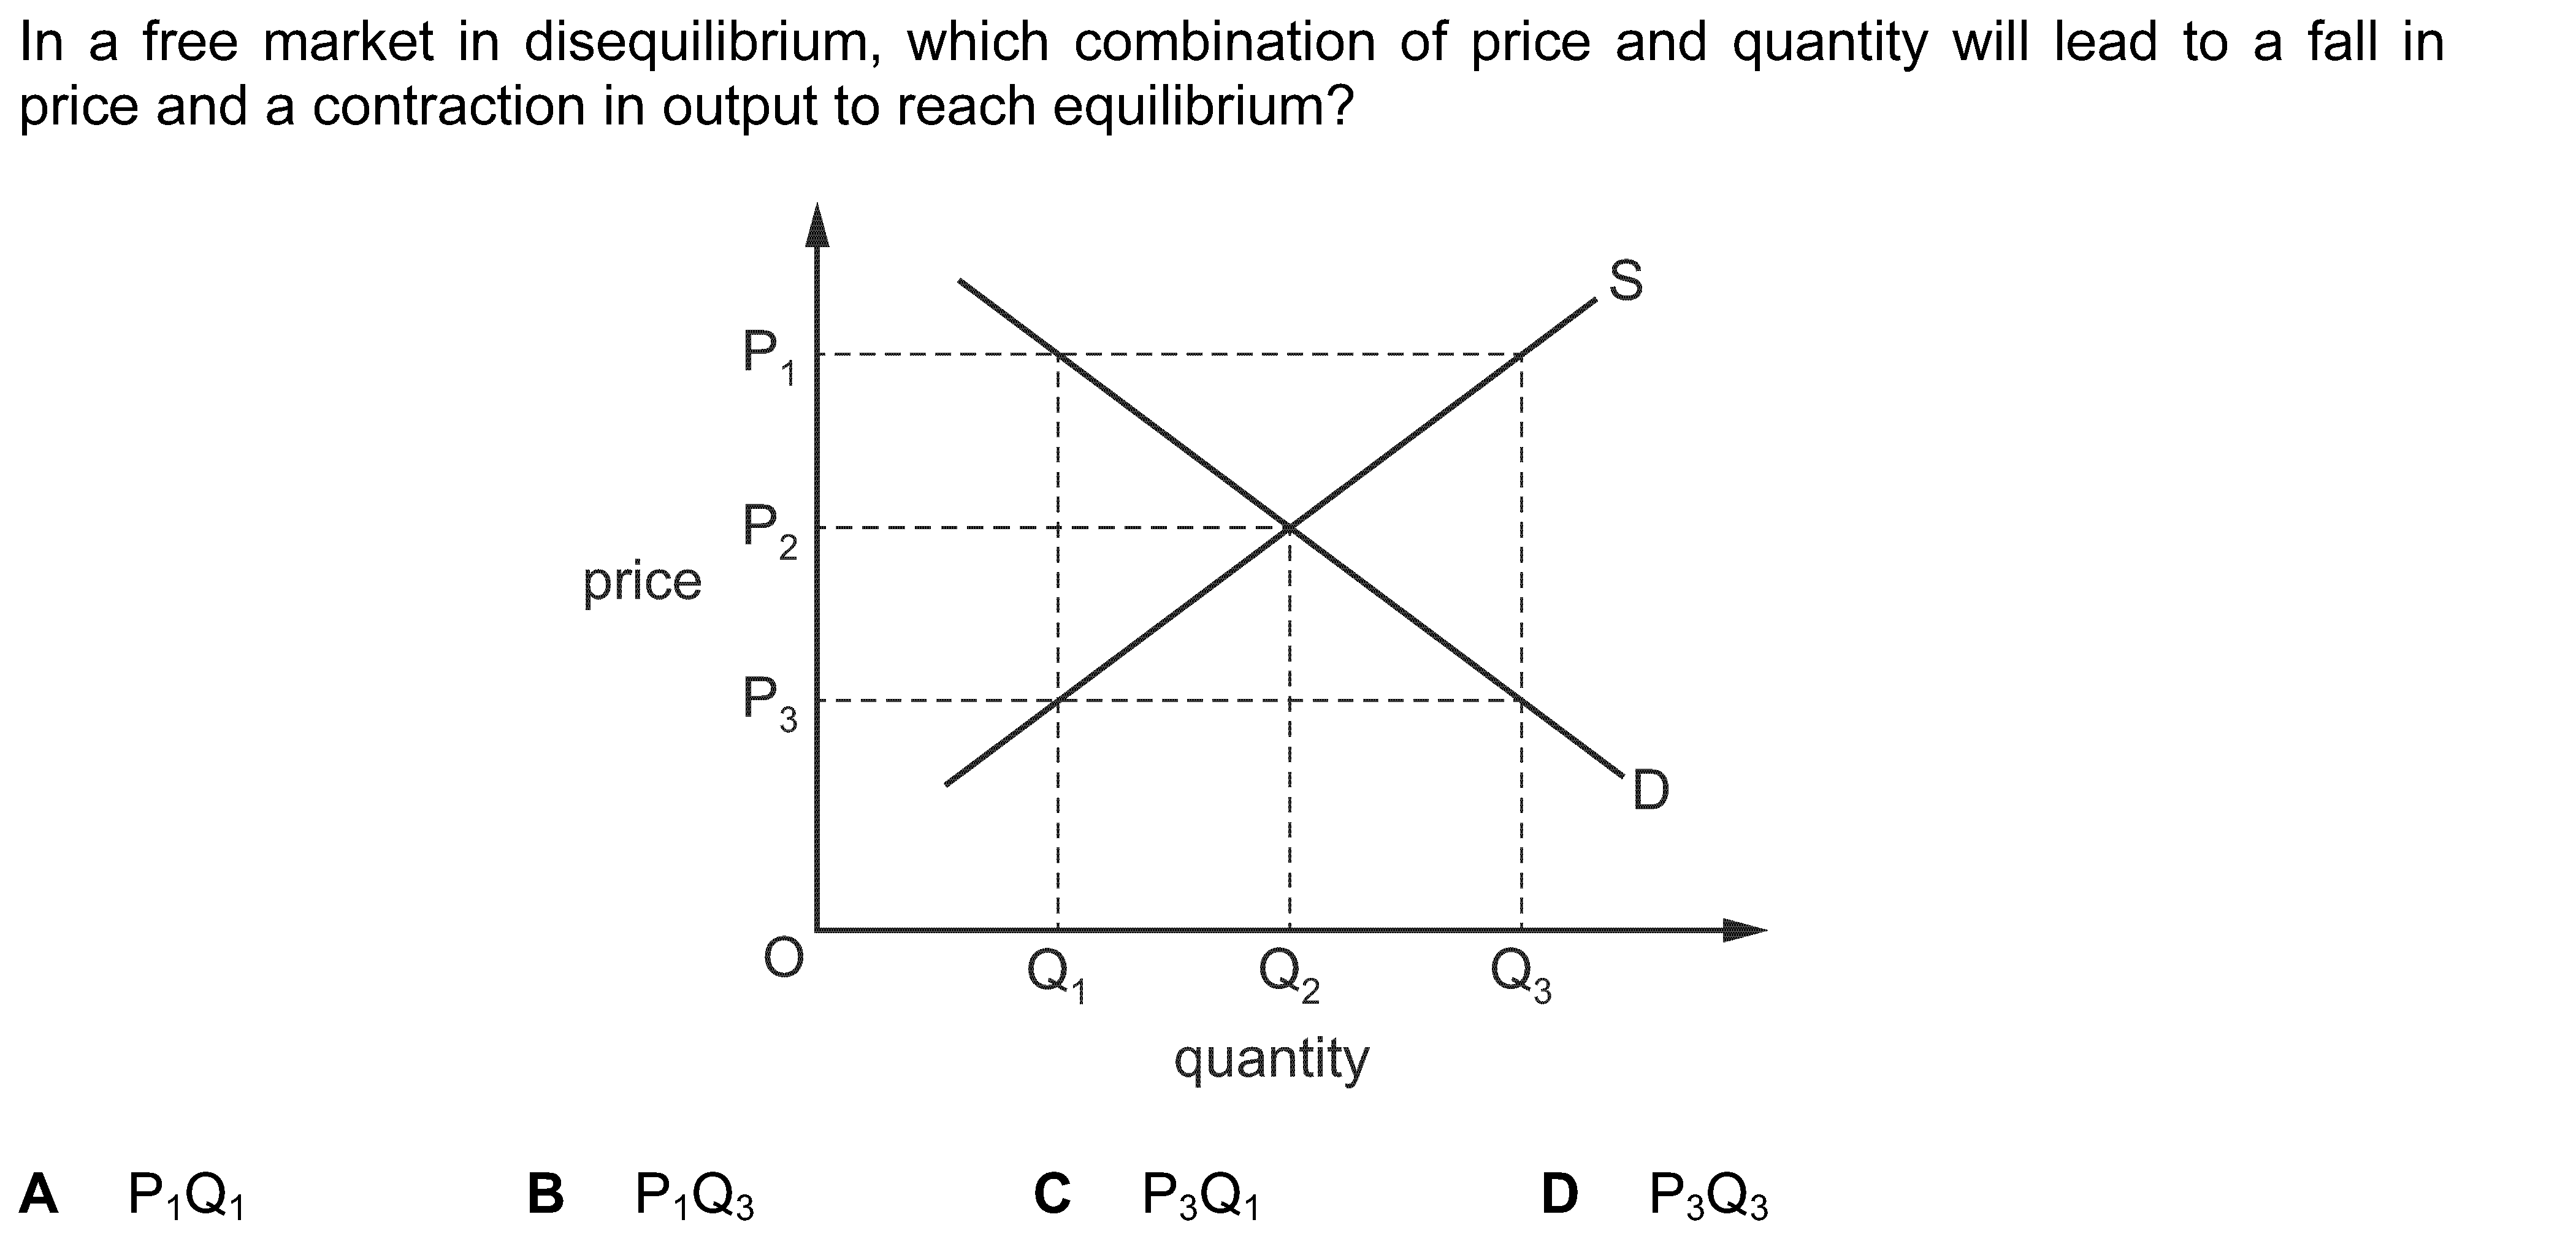 In a free market in disequilibrium, which combination of price and quantity will lead to a fall in
price and a contraction in output to reach equilibrium?
S
P₁
P₂
price
P₃
D
O
Q₁ Q₂ Q₃
quantity
A P₁Q₁ B P₁Q₃ C P₃Q₁ D P₃Q₃